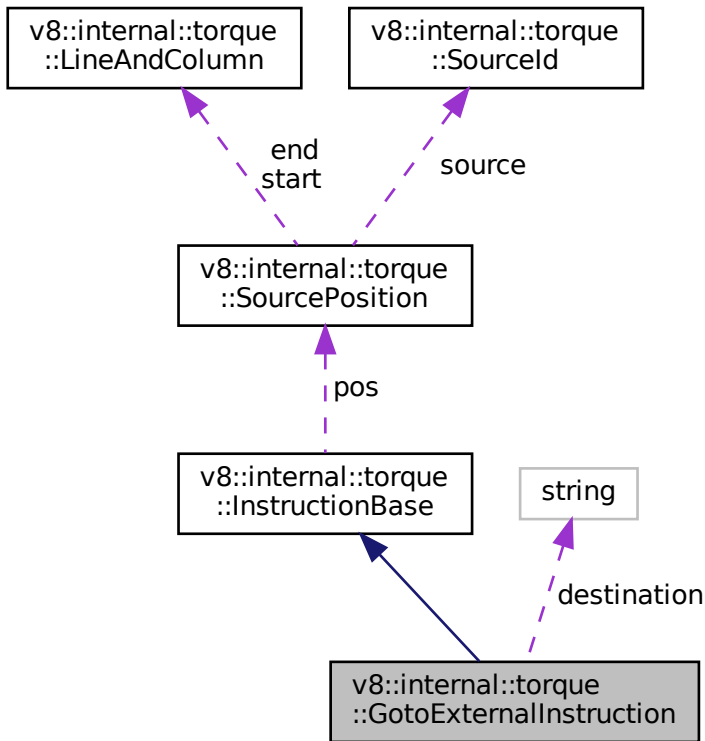 v8::internal::torque
::LineAndColumn
v8::internal::torque
::SourceId
end
start
source
v8::internal::torque
::SourcePosition
pos
v8::internal::torque
::InstructionBase
string
destination
v8::internal::torque
::GotoExternalInstruction